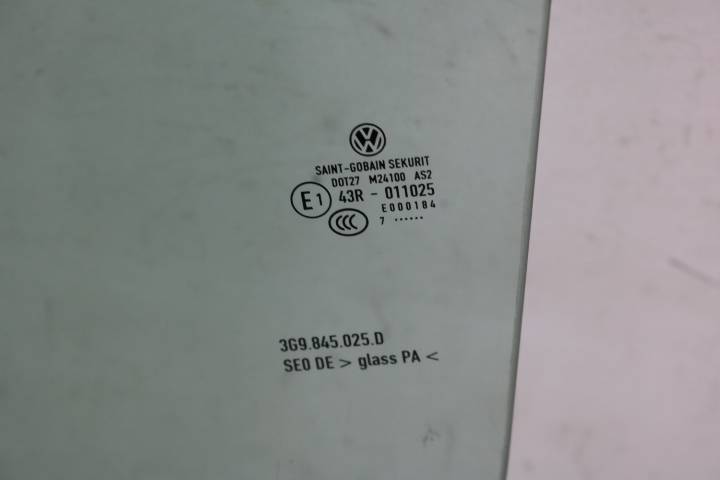 VW
SAINT-GOBAIN SEKURIT
DOT27 M24100 AS2
E1 43R - 011025
E000184
CCC 7 ······
3G9.845.025.D
SE0 DE > glass PA <